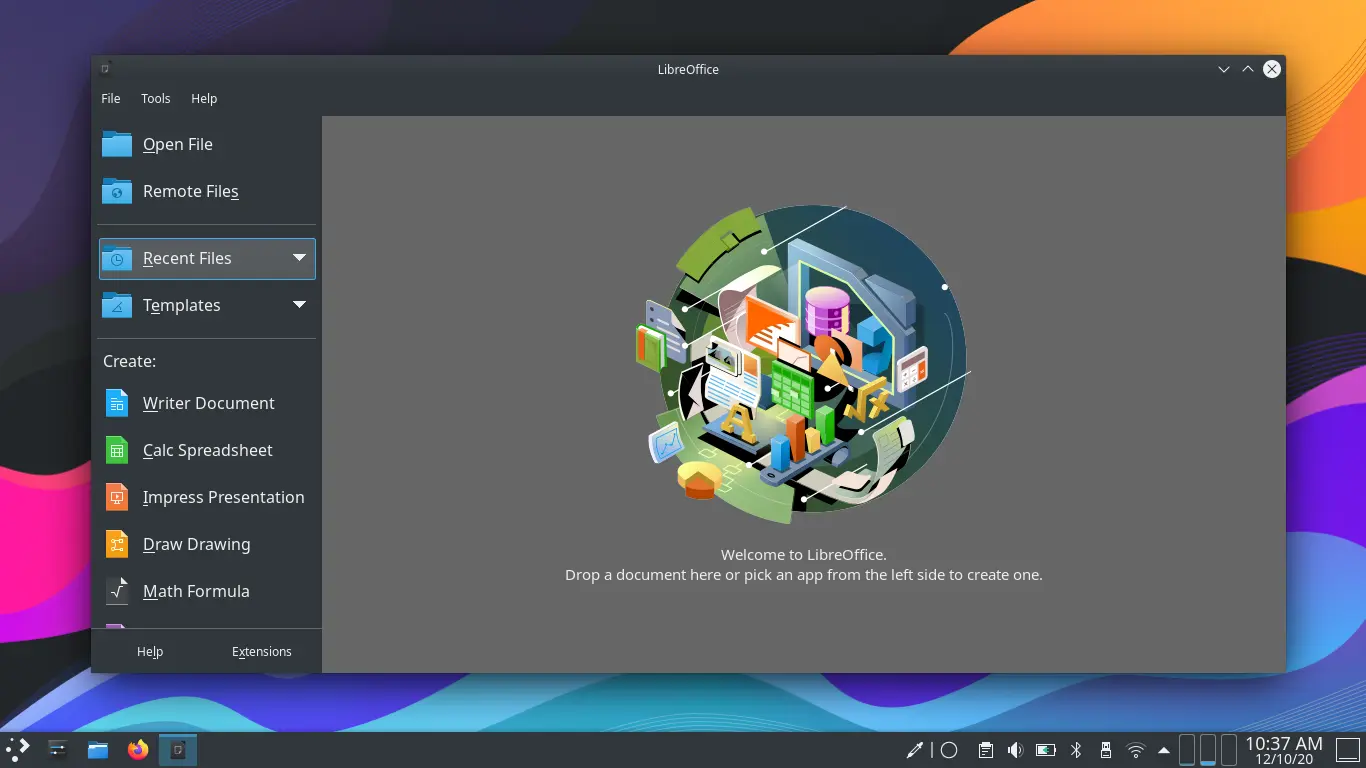 LibreOffice
File Tools Help
Open File
Remote Files
Recent Files
Templates
Create:
Writer Document
Calc Spreadsheet
Impress Presentation
Draw Drawing
Math Formula
Help Extensions
Welcome to LibreOffice.
Drop a document here or pick an app from the left side to create one.
10:37 AM
12/10/20